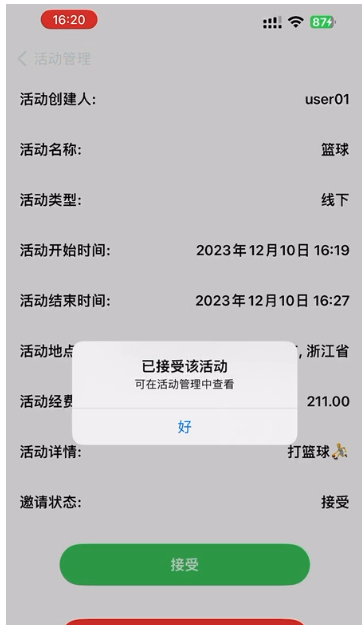 16:20
87
活动管理
活动创建人: user01
活动名称: 篮球
活动类型: 线下
活动开始时间: 2023年12月10日 16:19
活动结束时间: 2023年12月10日 16:27
活动地点 , 浙江省
已接受该活动
可在活动管理中查看
活动经费 211.00
好
活动详情: 打篮球⛹️
邀请状态: 接受
接受